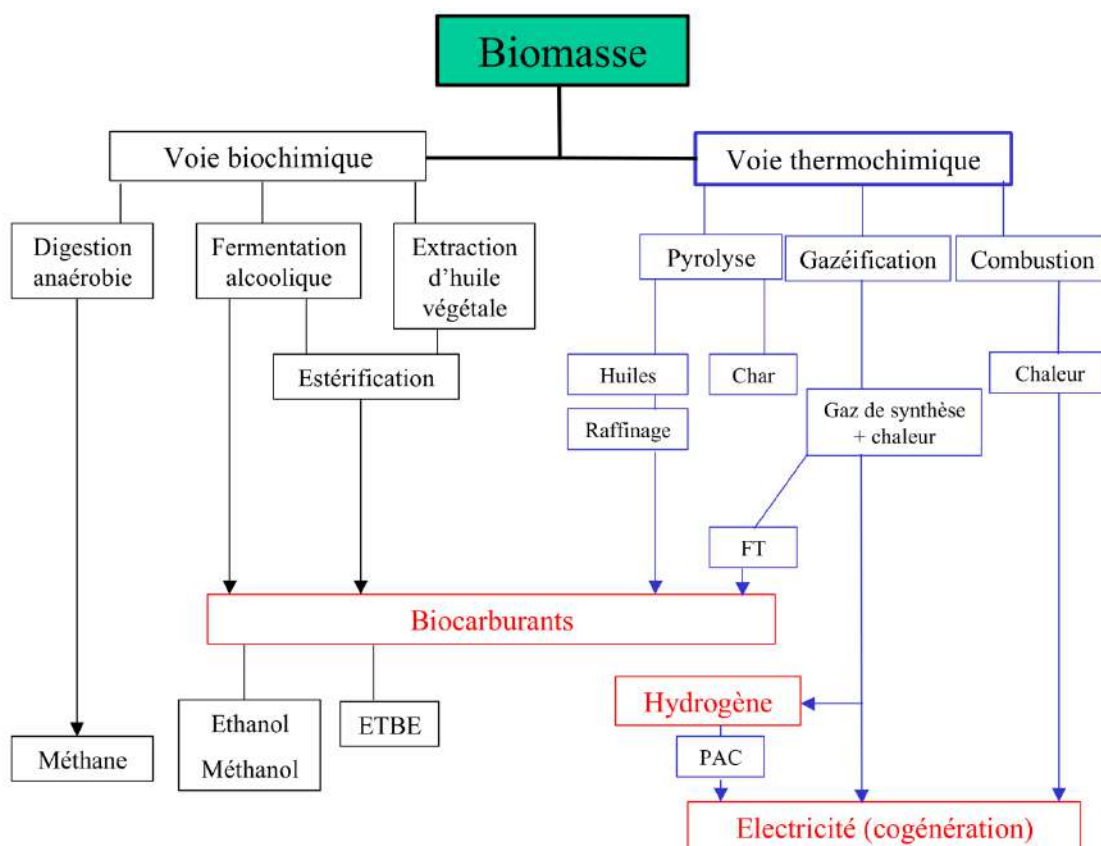 Biomasse
Voie biochimique
Voie thermochimique
Digestion
anaérobie
Fermentation
alcoolique
Extraction
d'huile
végétale
Pyrolyse
Gazéification
Combustion
Estérification
Huiles
Char
Chaleur
Raffinage
Gaz de synthèse
+ chaleur
FT
Biocarburants
Hydrogène
Ethanol
Méthanol
ETBE
Méthane
PAC
Electricité (cogénération)